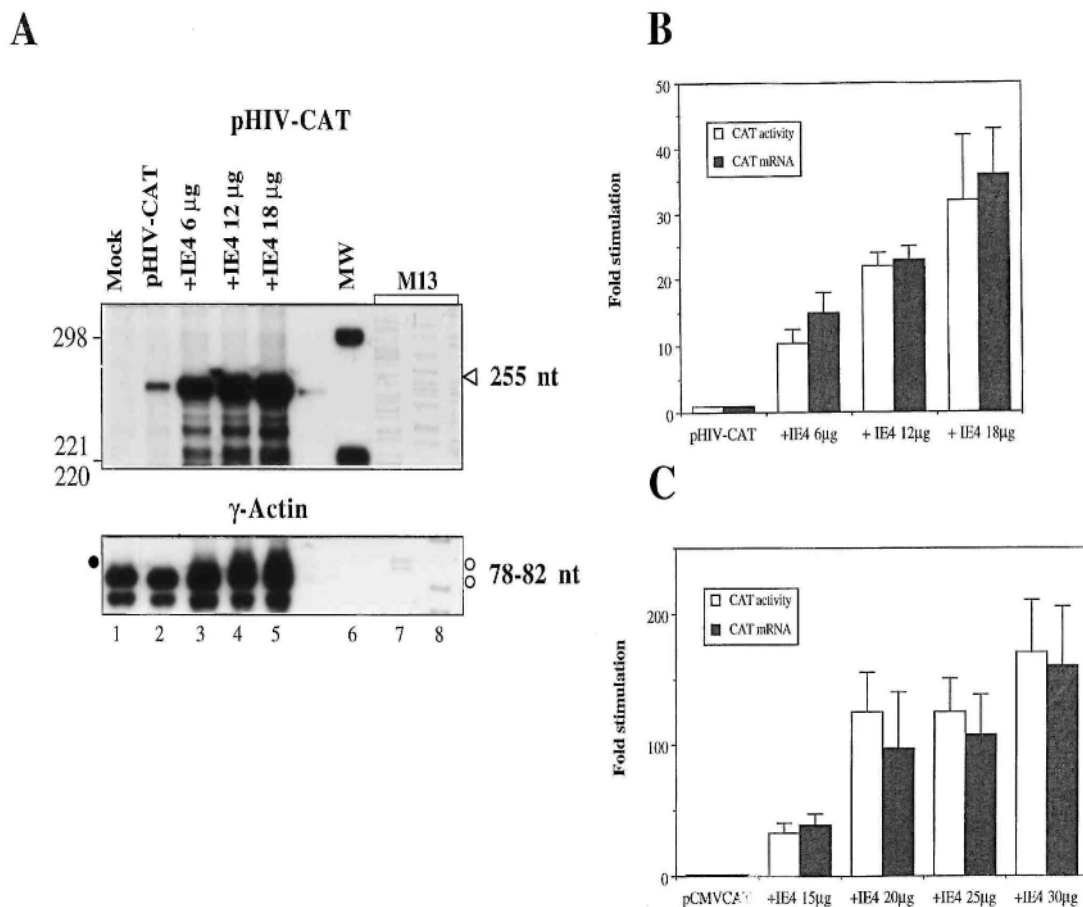 A
pHIV-CAT
Mock
pHIV-CAT
+IE4 6 µg
+IE4 12 µg
+IE4 18 µg
MW
M13
298
221
220
255 nt
γ-Actin
78-82 nt
1 2 3 4 5 6 7 8
B
Fold stimulation
50
40
30
20
10
0
CAT activity
CAT mRNA
pHIV-CAT +IE4 6µg + IE4 12µg + IE4 18µg
C
Fold stimulation
200
100
0
CAT activity
CAT mRNA
pCMVCAT +IE4 15µg +IE4 20µg +IE4 25µg +IE4 30µg